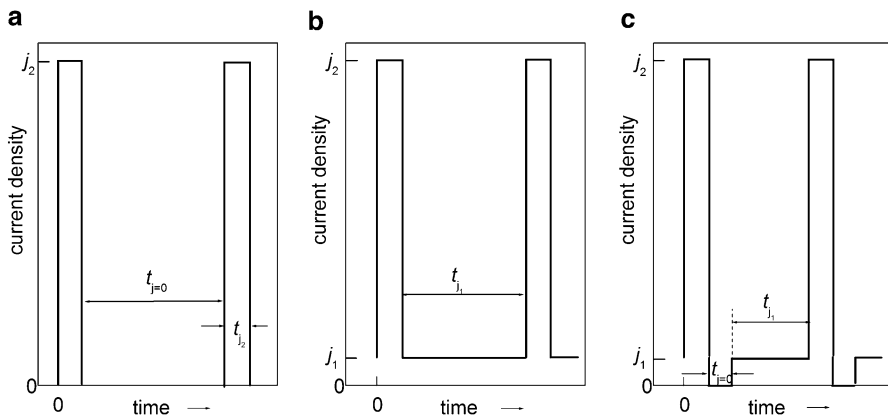 a
j2
current density
tj=0
tj2
0
0
time
b
j2
current density
tj1
j1
0
0
time
c
j2
current density
tj1
j1
tj=0
0
0
time